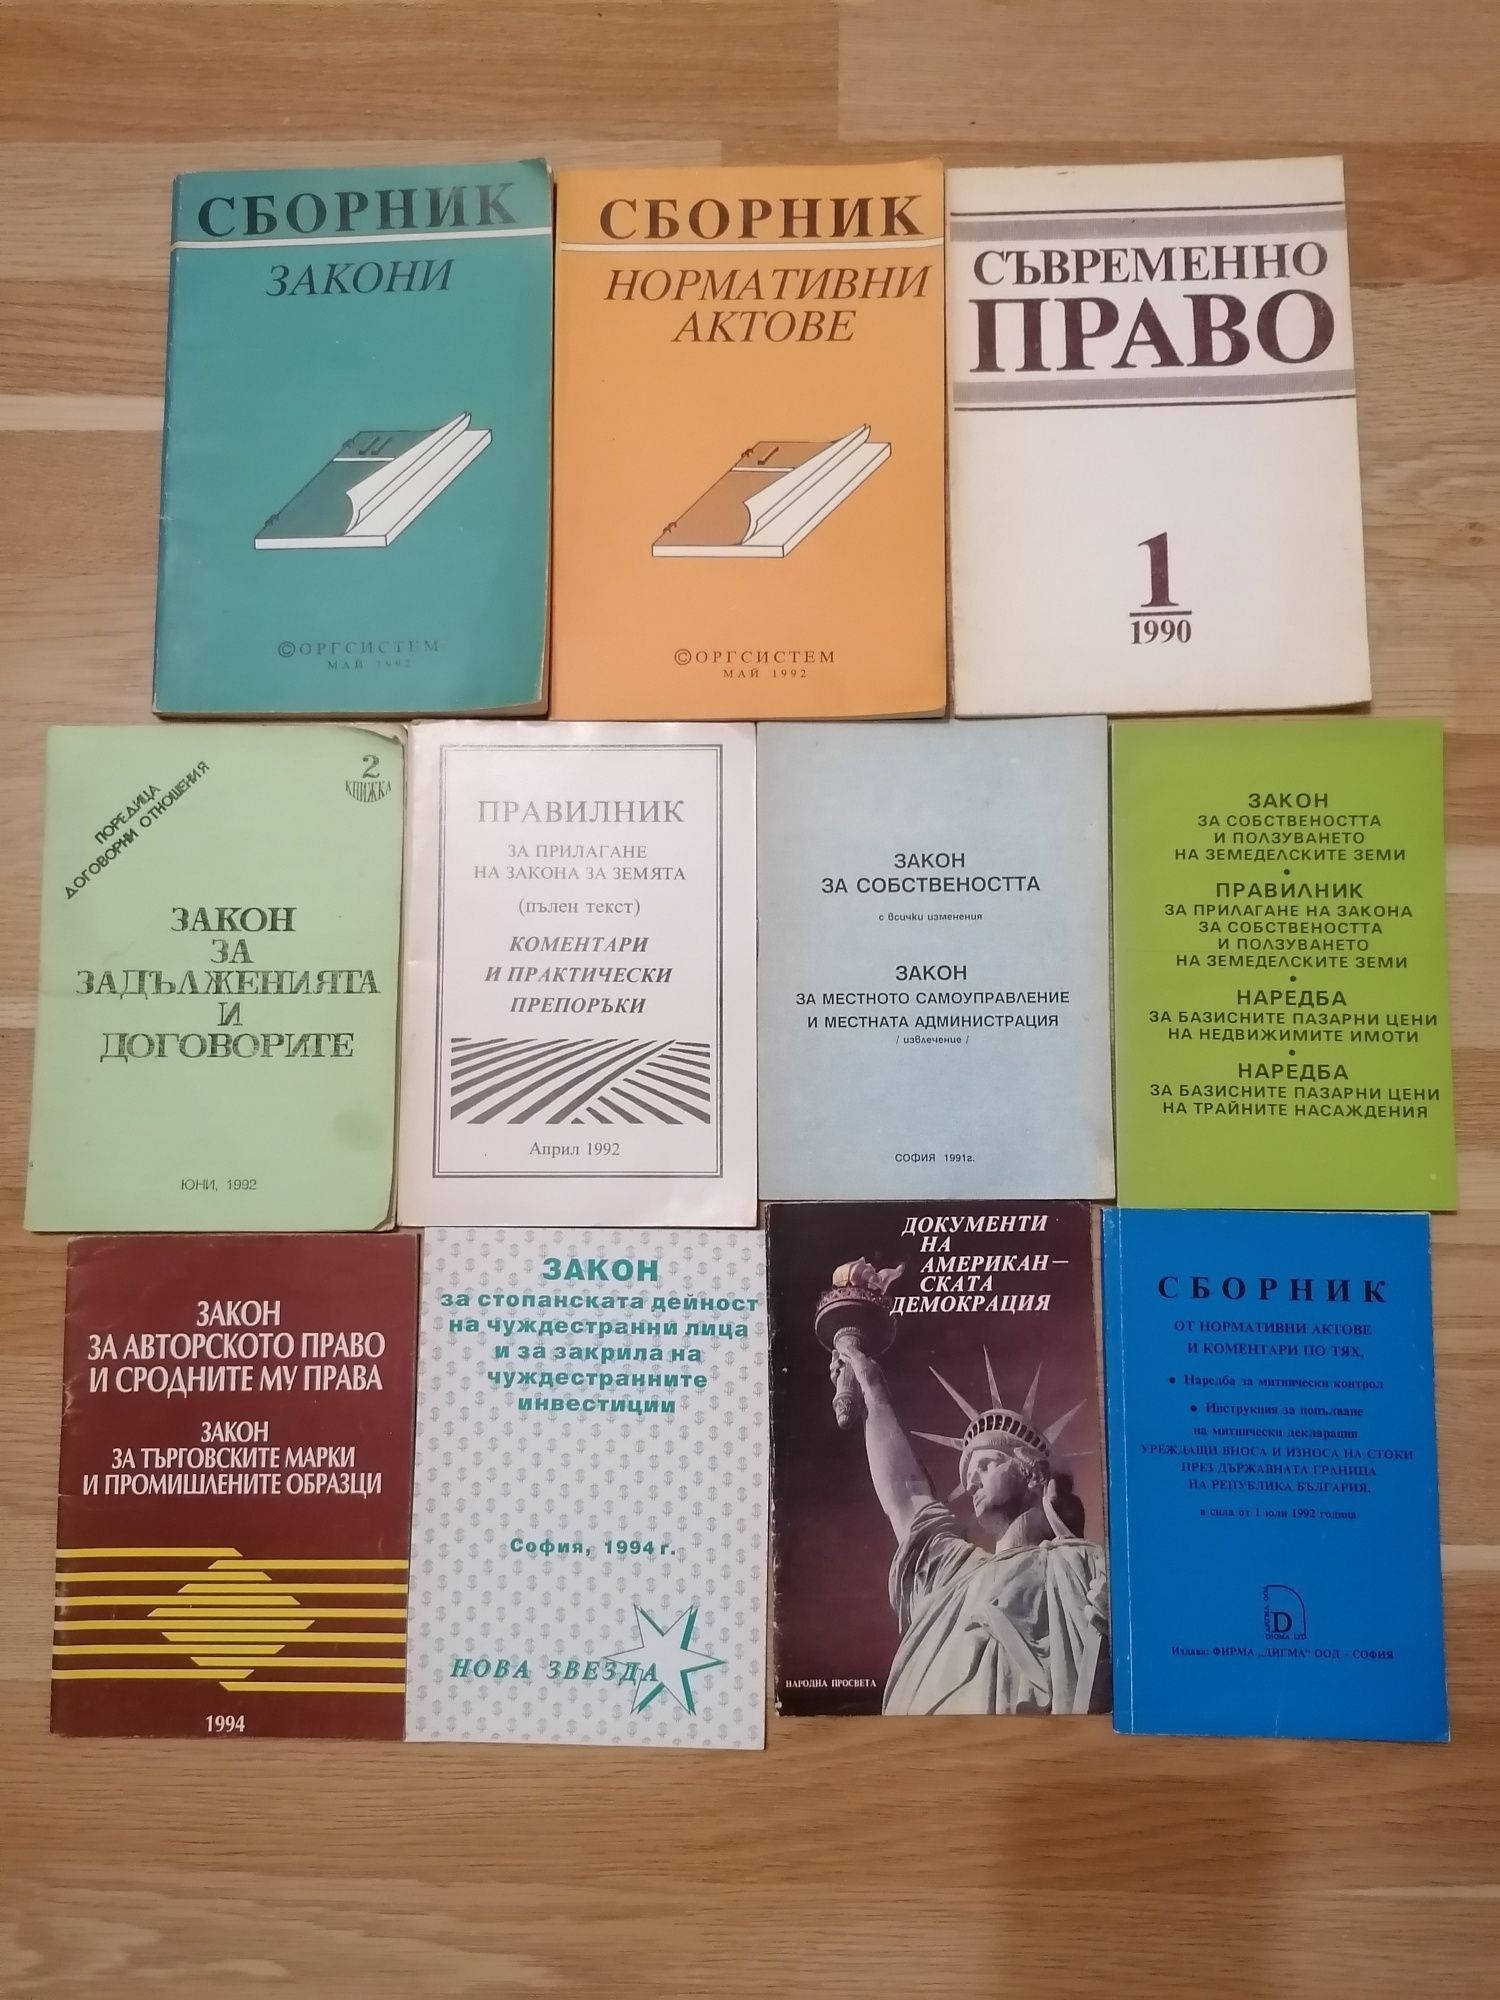 СБОРНИК
ЗАКОНИ
©ОРГСИСТЕМ
МАЙ 1992
СБОРНИК
НОРМАТИВНИ
АКТОВЕ
©ОРГСИСТЕМ
МАЙ 1992
СЪВРЕМЕННО
ПРАВО
1
1990
ПОРЕДИЦА
ДОГОВОРНИ ОТНОШЕНИЯ
2
КНИЖКА
ЗАКОН
ЗА
ЗАДЪЛЖЕНИЯТА
И
ДОГОВОРИТЕ
ЮНИ, 1992
ПРАВИЛНИК
ЗА ПРИЛАГАНЕ
НА ЗАКОНА ЗА ЗЕМЯТА
(пълен текст)
КОМЕНТАРИ
И ПРАКТИЧЕСКИ
ПРЕПОРЪКИ
Април 1992
ЗАКОН
ЗА СОБСТВЕНОСТТА
с всички изменения
ЗАКОН
ЗА МЕСТНОТО САМОУПРАВЛЕНИЕ
И МЕСТНАТА АДМИНИСТРАЦИЯ
/ извлечение /
СОФИЯ 1991г.
ЗАКОН
ЗА СОБСТВЕНОСТТА
И ПОЛЗУВАНЕТО
НА ЗЕМЕДЕЛСКИТЕ ЗЕМИ
•
ПРАВИЛНИК
ЗА ПРИЛАГАНЕ НА ЗАКОНА
ЗА СОБСТВЕНОСТТА
И ПОЛЗУВАНЕТО
НА ЗЕМЕДЕЛСКИТЕ ЗЕМИ
•
НАРЕДБА
ЗА БАЗИСНИТЕ ПАЗАРНИ ЦЕНИ
НА НЕДВИЖИМИТЕ ИМОТИ
•
НАРЕДБА
ЗА БАЗИСНИТЕ ПАЗАРНИ ЦЕНИ
НА ТРАЙНИТЕ НАСАЖДЕНИЯ
ЗАКОН
ЗА АВТОРСКОТО ПРАВО
И СРОДНИТЕ МУ ПРАВА
ЗАКОН
ЗА ТЪРГОВСКИТЕ МАРКИ
И ПРОМИШЛЕНИТЕ ОБРАЗЦИ
1994
ЗАКОН
за стопанската дейност
на чуждестранни лица
и за закрила на
чуждестранните
инвестиции
София, 1994 г.
НОВА ЗВЕЗДА
ДОКУМЕНТИ
НА
АМЕРИКАН—
СКАТА
ДЕМОКРАЦИЯ
НАРОДНА ПРОСВЕТА
СБОРНИК
ОТ НОРМАТИВНИ АКТОВЕ
И КОМЕНТАРИ ПО ТЯХ,
• Наредба за митнически контрол
• Инструкция за попълване
на митнически декларации
УРЕЖДАЩИ ВНОСА И ИЗНОСА НА СТОКИ
ПРЕЗ ДЪРЖАВНАТА ГРАНИЦА
НА РЕПУБЛИКА БЪЛГАРИЯ,
в сила от 1 юли 1992 година
ДИГМА ООД
D
DIGMA LTD
Издава: ФИРМА „ДИГМА" ООД - СОФИЯ